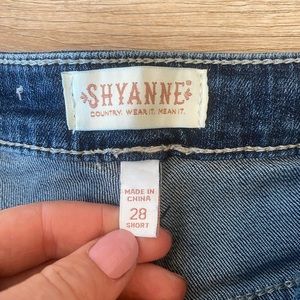 SHYANNE®
COUNTRY. WEAR IT. MEAN IT.
MADE IN
CHINA
28
SHORT